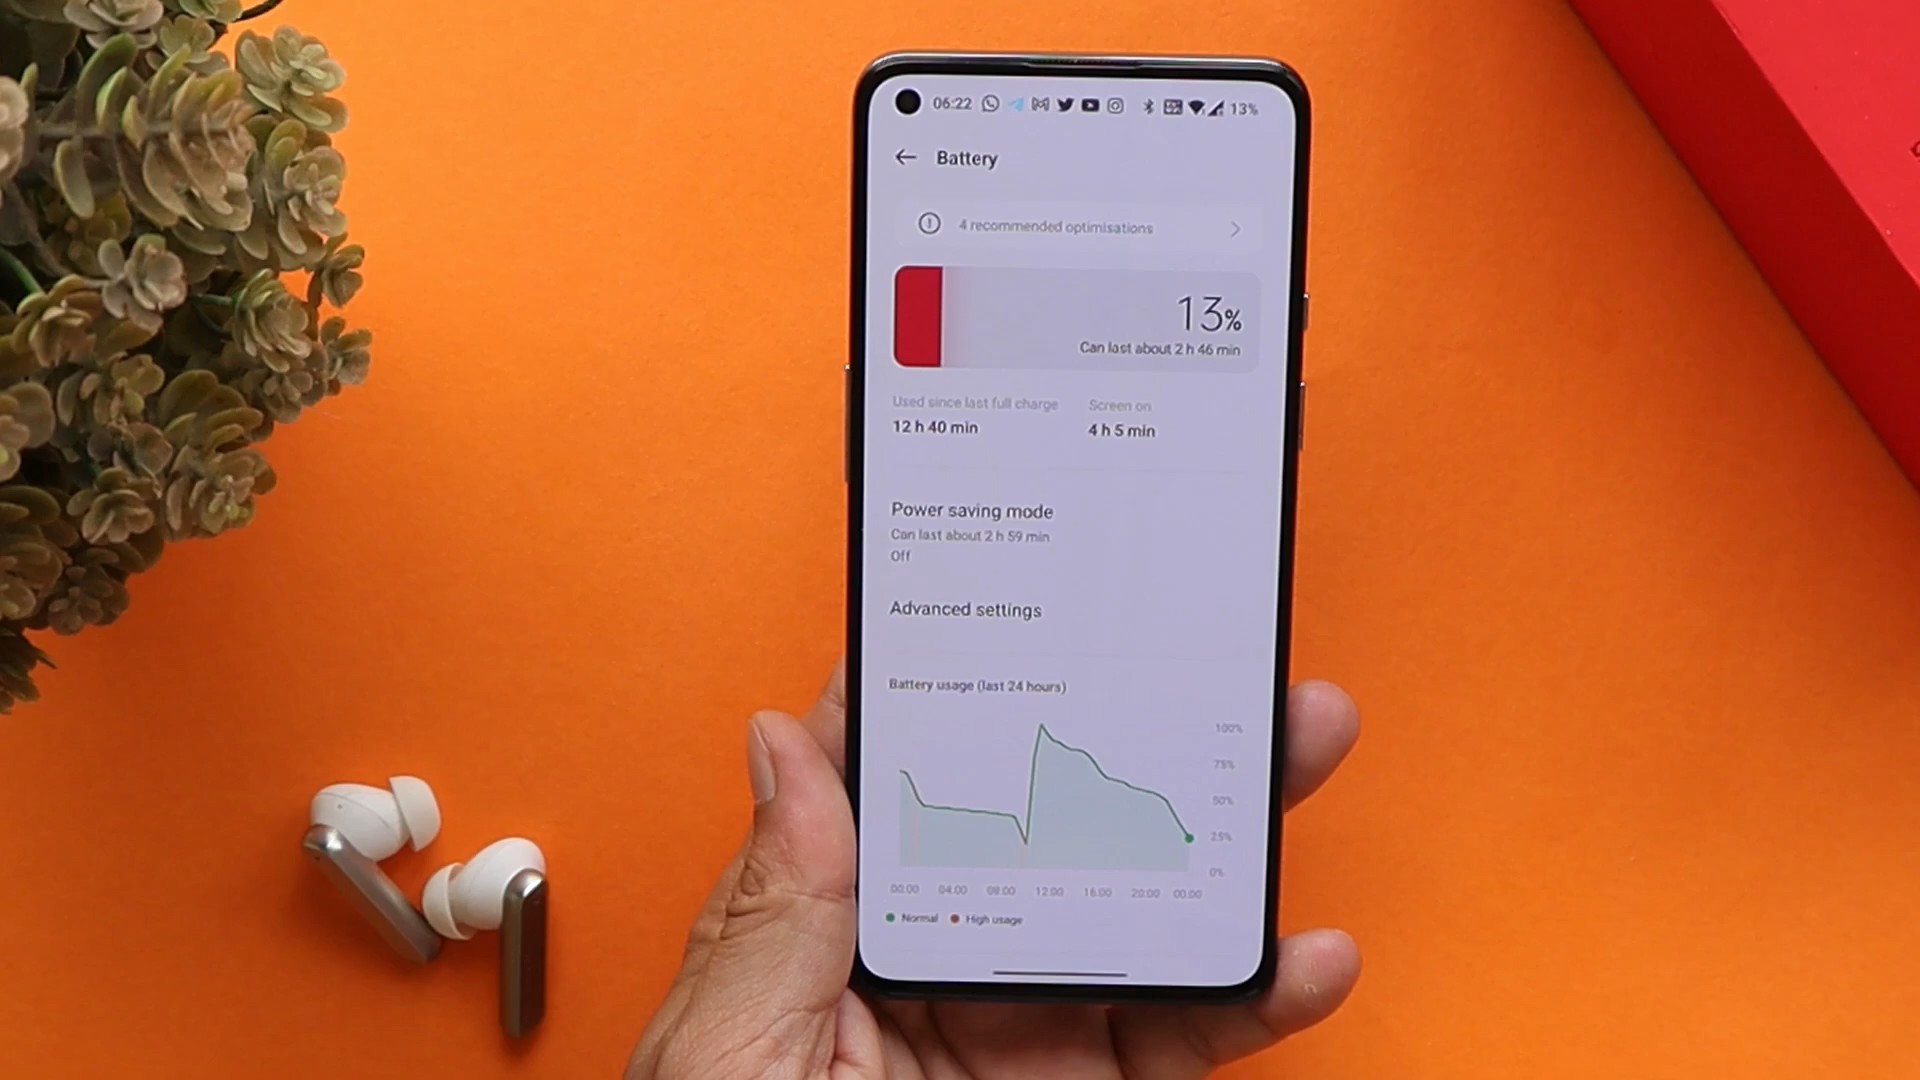 06:22 13%
Battery
4 recommended optimisations
13%
Can last about 2 h 46 min
Used since last full charge Screen on
12 h 40 min 4 h 5 min
Power saving mode
Can last about 2 h 59 min
Off
Advanced settings
Battery usage (last 24 hours)
100%
75%
50%
25%
0%
00:00 04:00 08:00 12:00 16:00 20:00 00:00
Normal High usage